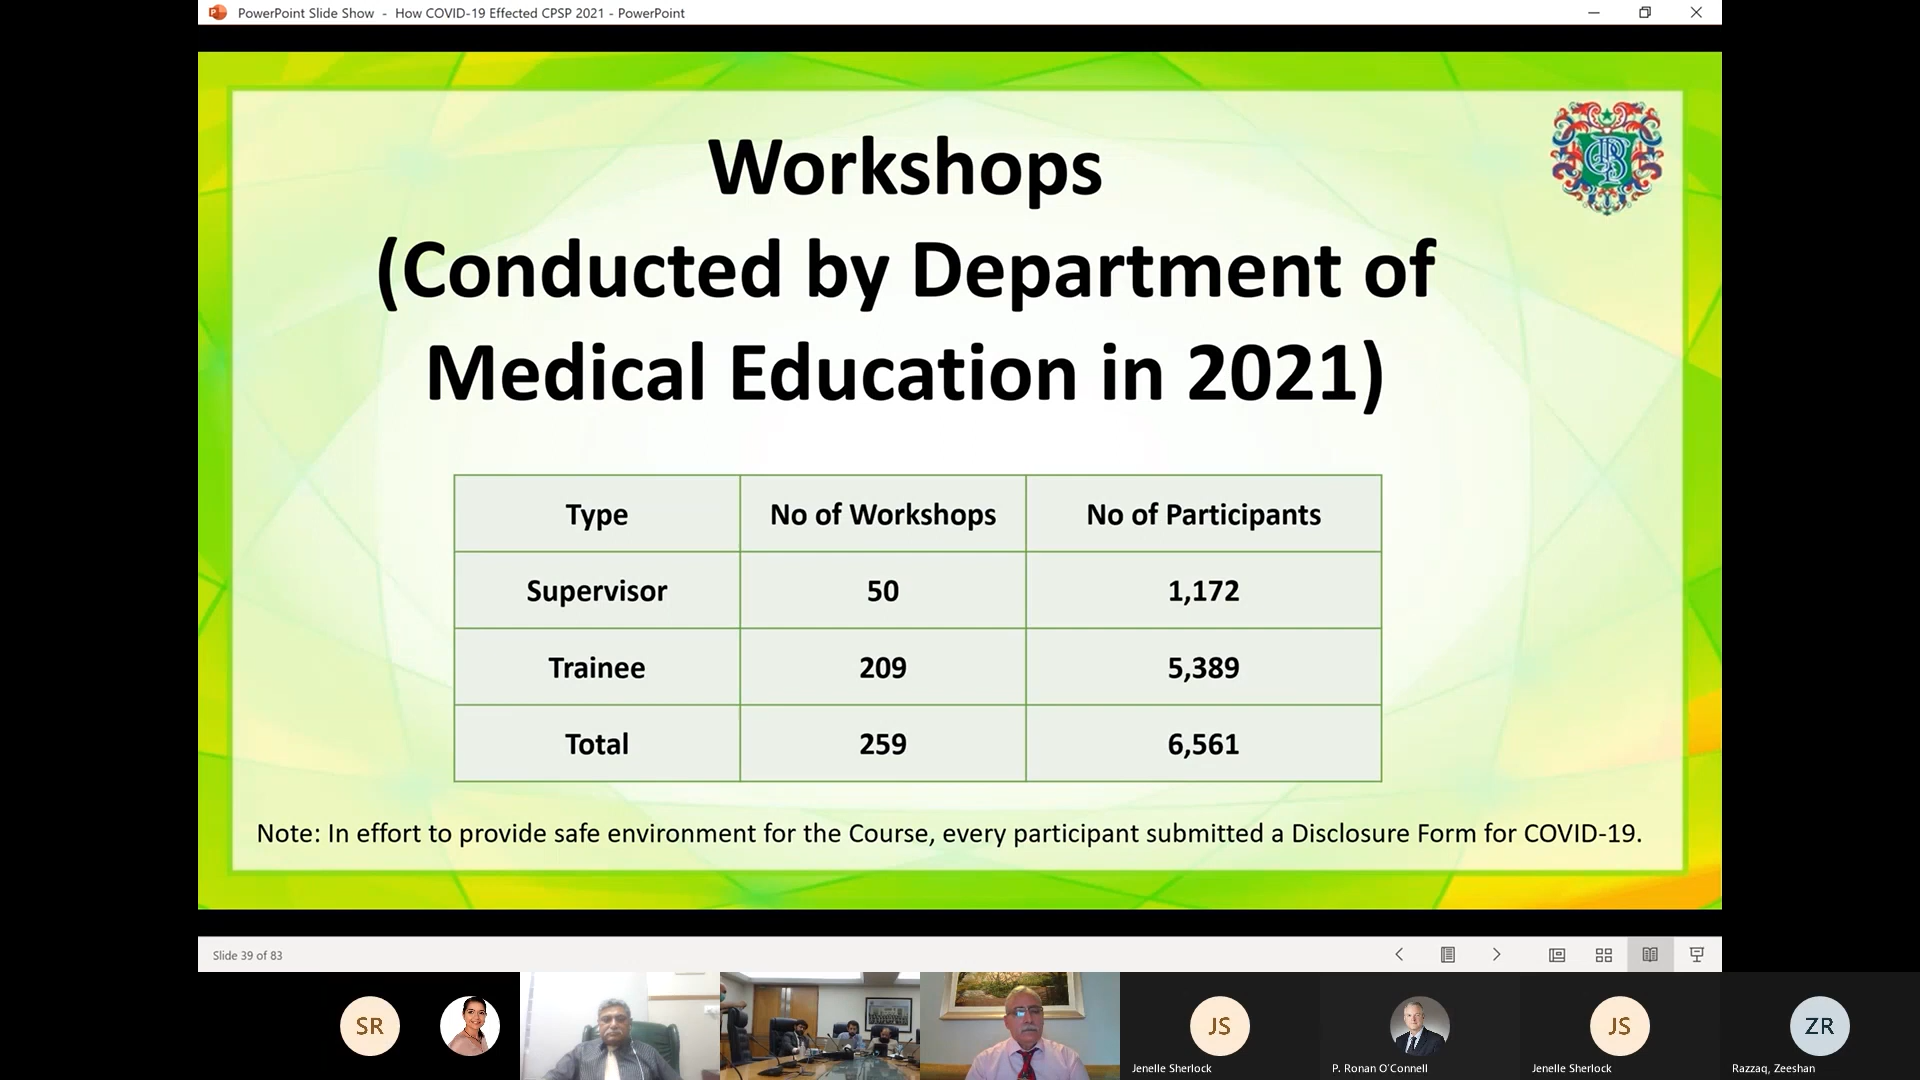 PowerPoint Slide Show - How COVID-19 Effected CPSP 2021 - PowerPoint
Workshops
(Conducted by Department of
Medical Education in 2021)
Type No of Workshops No of Participants
Supervisor 50 1,172
Trainee 209 5,389
Total 259 6,561
Note: In effort to provide safe environment for the Course, every participant submitted a Disclosure Form for COVID-19.
Slide 39 of 83
SR JS JS ZR
Jenelle Sherlock P. Ronan O'Connell Jenelle Sherlock Razzaq, Zeeshan